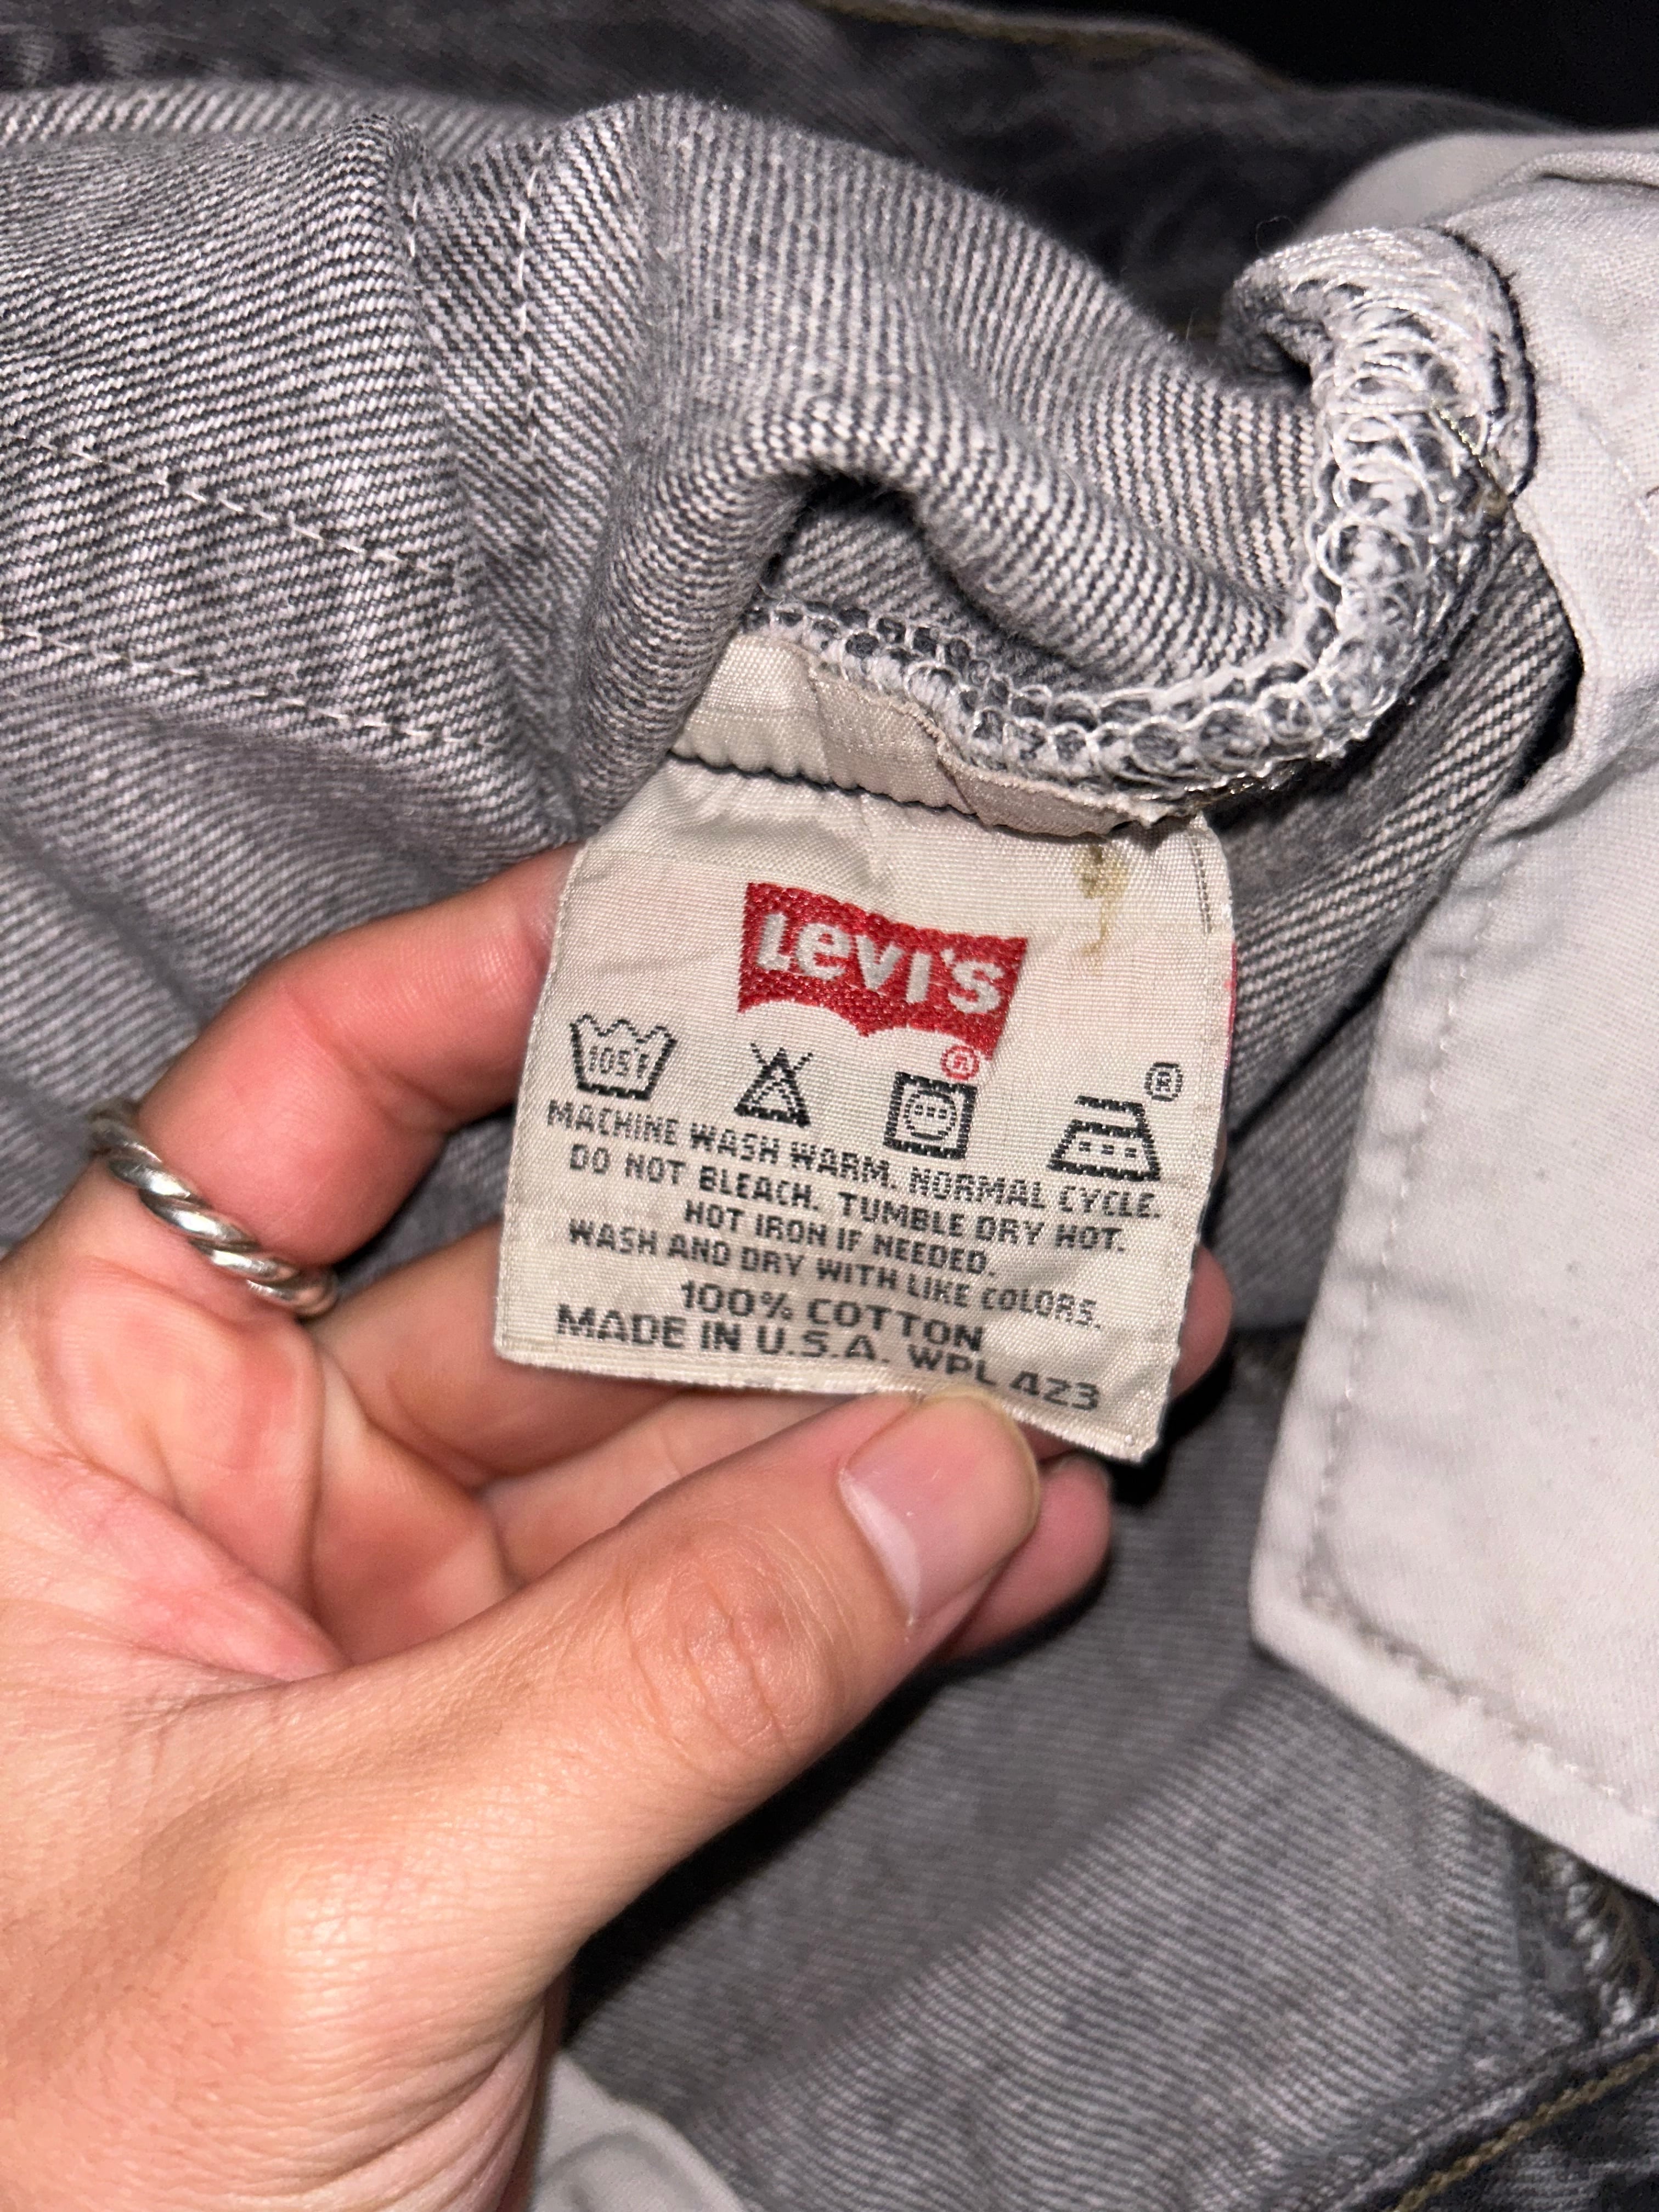 Levi's
®
105F
®
MACHINE WASH WARM. NORMAL CYCLE.
DO NOT BLEACH. TUMBLE DRY HOT.
HOT IRON IF NEEDED.
WASH AND DRY WITH LIKE COLORS.
100% COTTON
MADE IN U.S.A. WPL 423